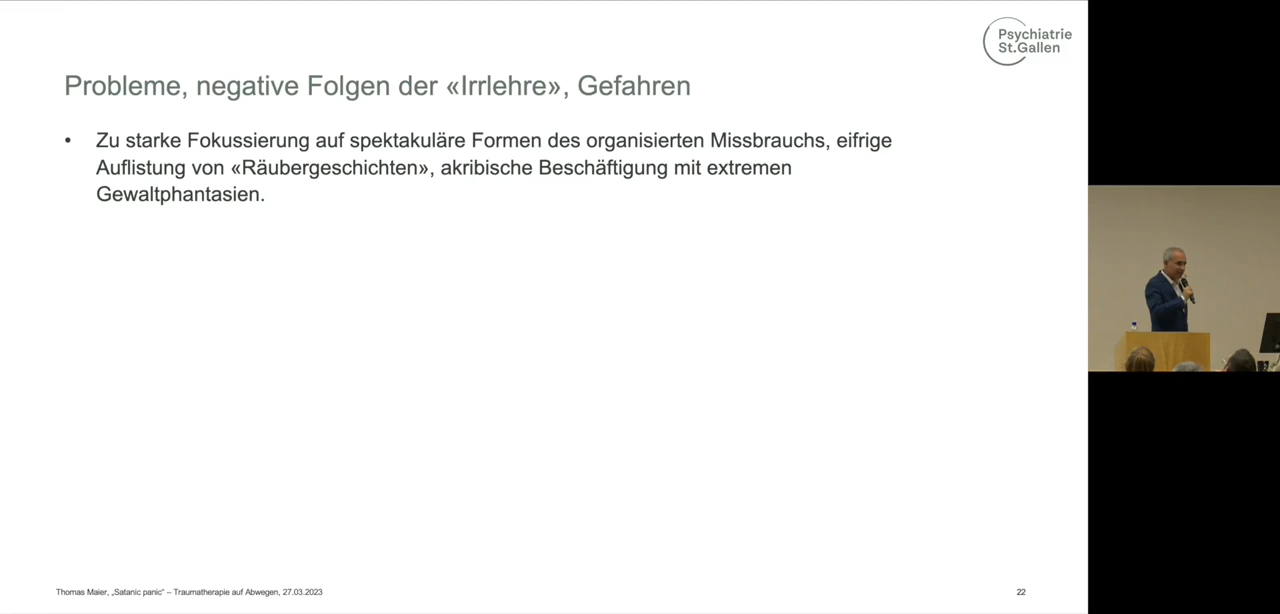 Psychiatrie
St.Gallen
Probleme, negative Folgen der «Irrlehre», Gefahren
• Zu starke Fokussierung auf spektakuläre Formen des organisierten Missbrauchs, eifrige
Auflistung von «Räubergeschichten», akribische Beschäftigung mit extremen
Gewaltphantasien.
Thomas Maier, „Satanic panic“ – Traumatherapie auf Abwegen, 27.03.2023
22